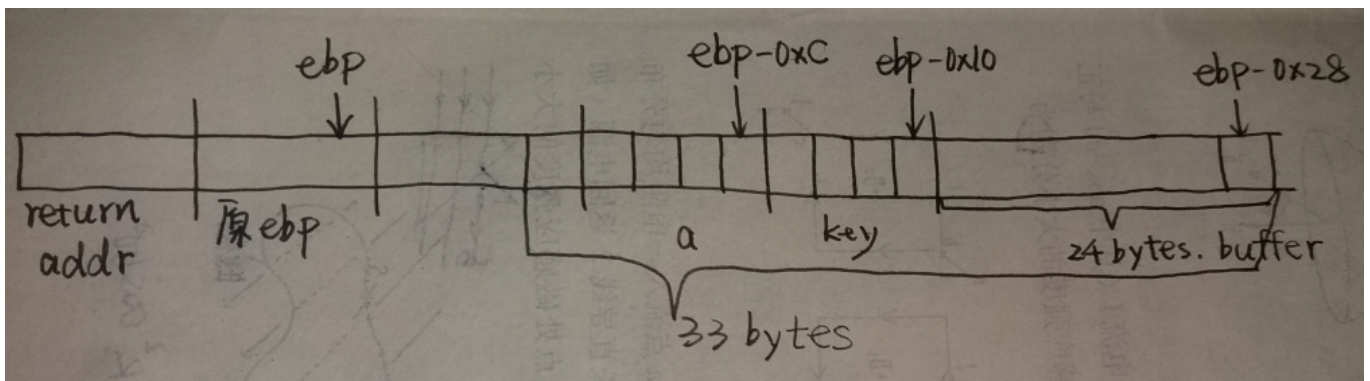 ebp
ebp-0xC
ebp-0x10
ebp-0x28
return
addr
原ebp
a
key
24 bytes. buffer
33 bytes